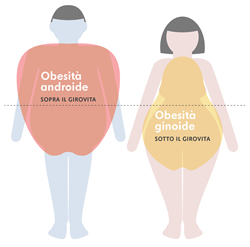 Obesità
androide
SOPRA IL GIROVITA
Obesità
ginoide
SOTTO IL GIROVITA